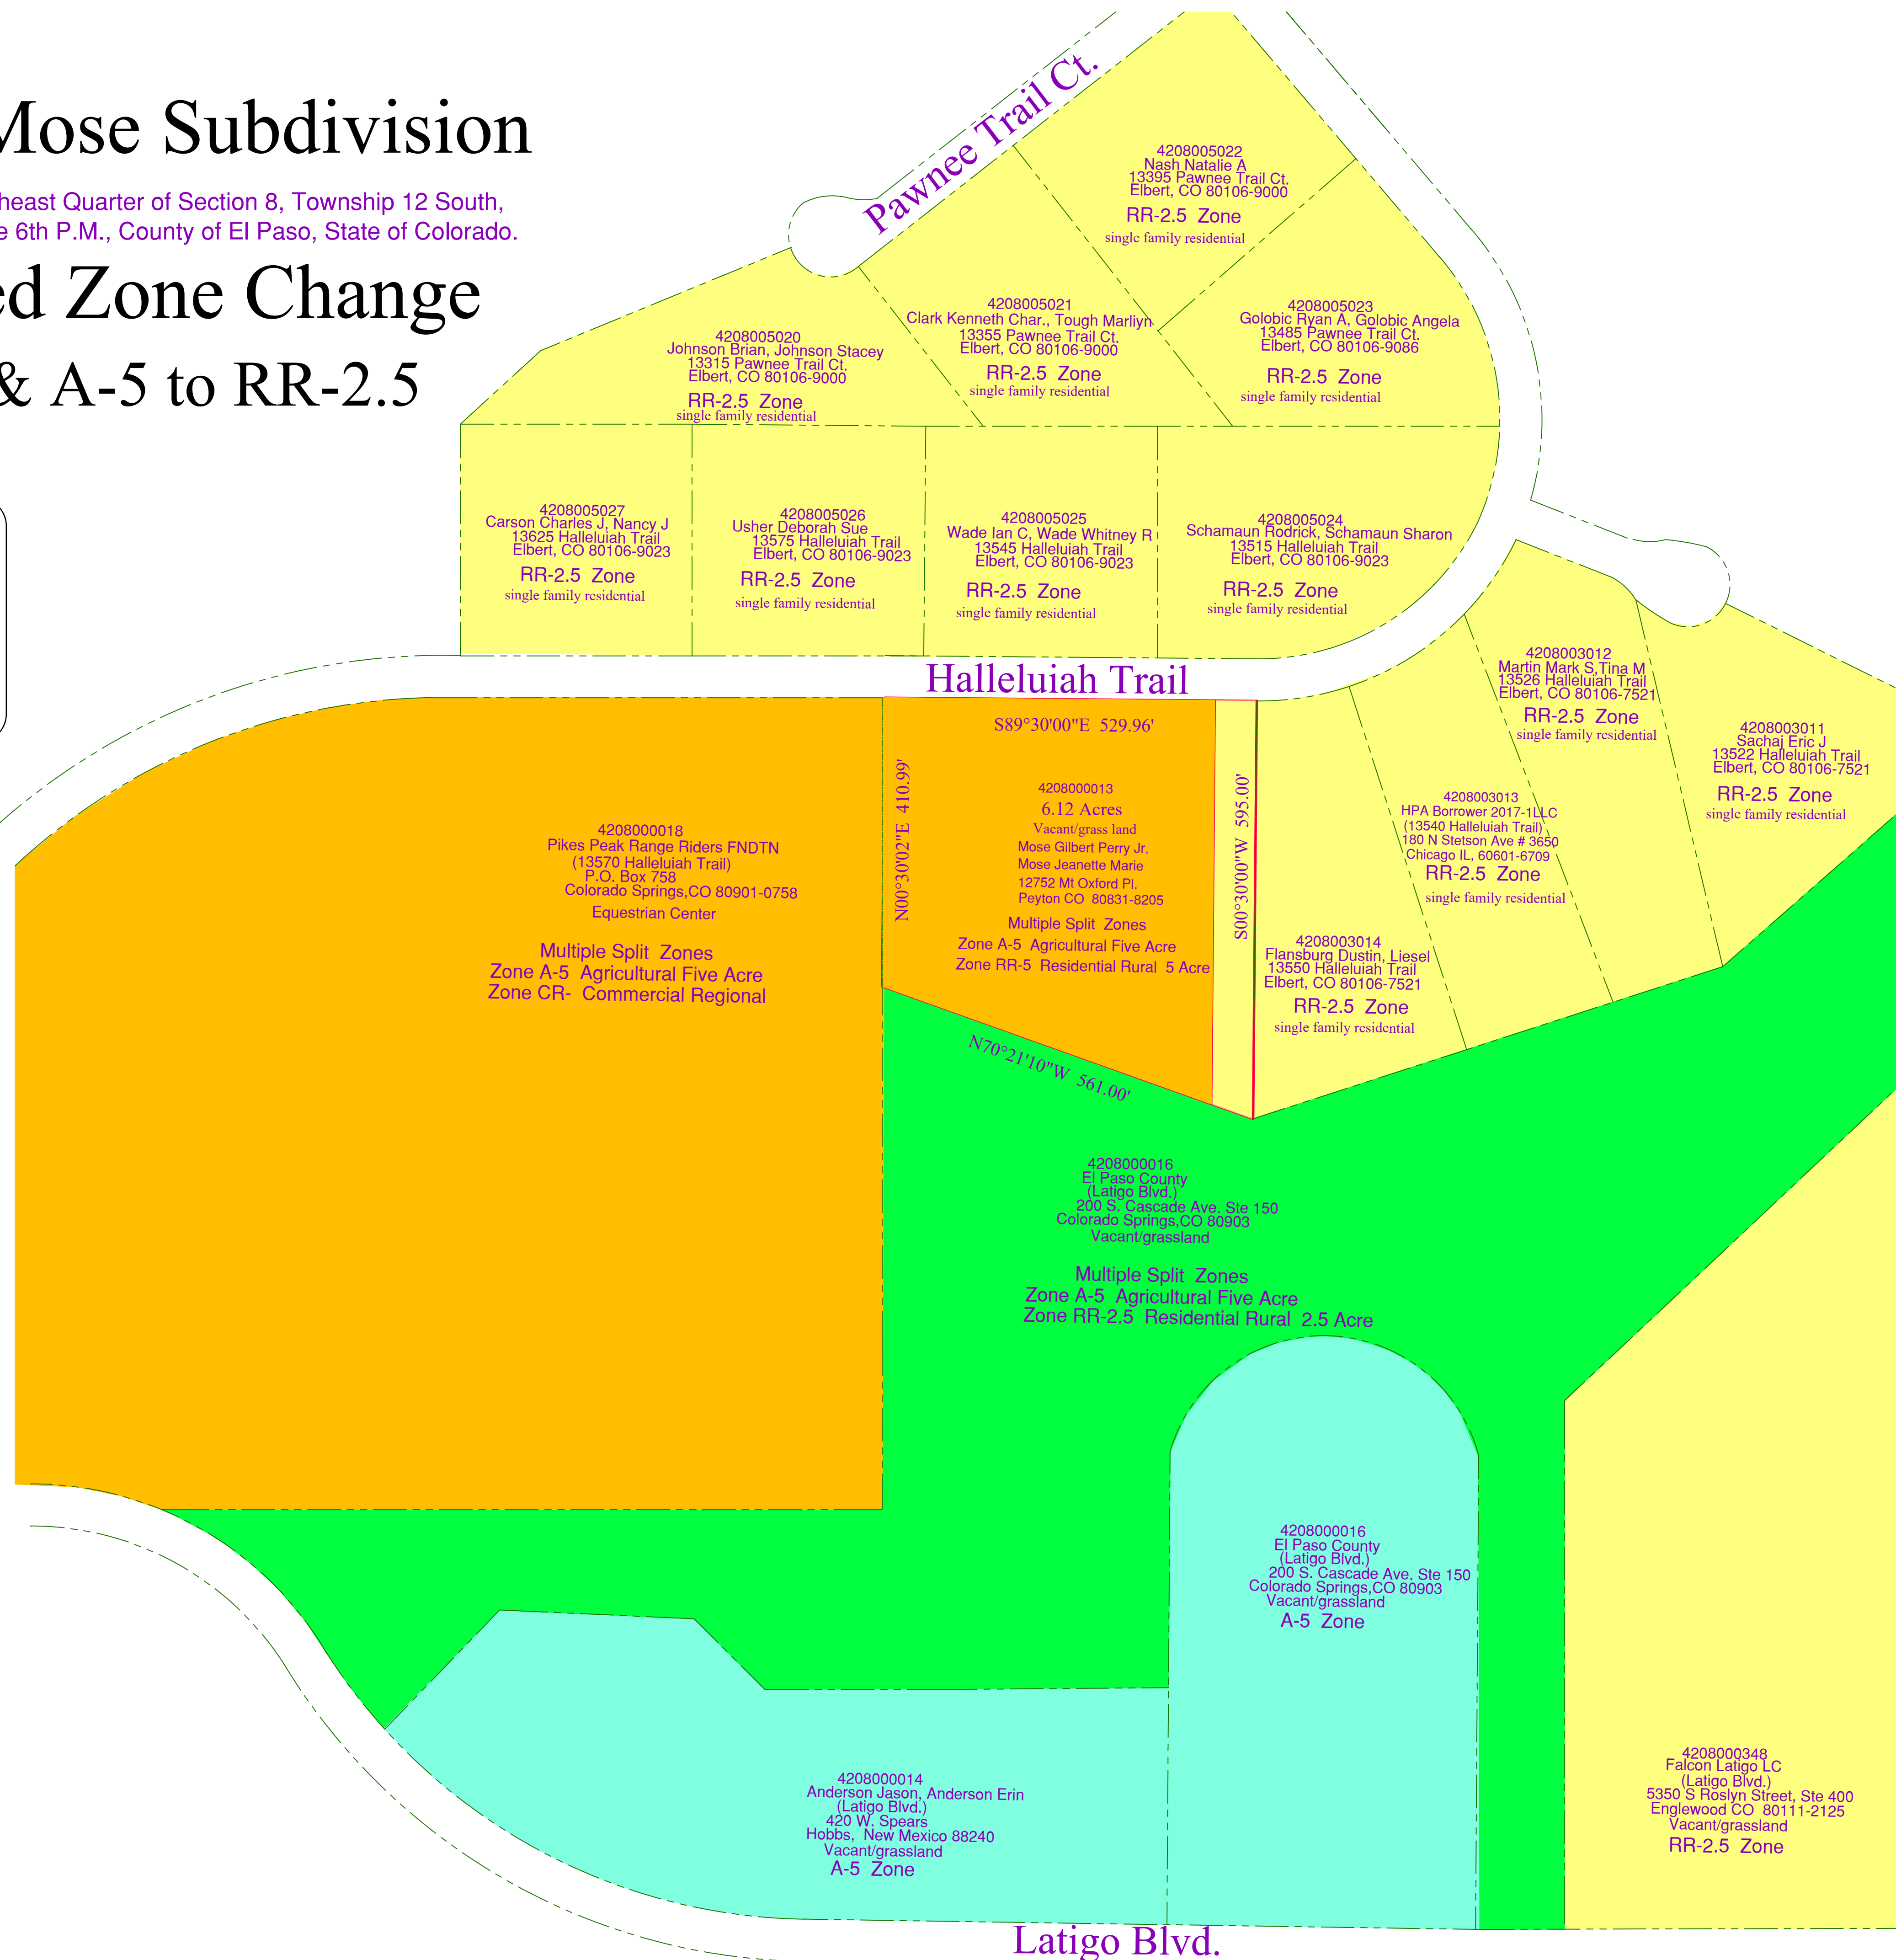 Mose Subdivision
heast Quarter of Section 8, Township 12 South,
e 6th P.M., County of El Paso, State of Colorado.
ed Zone Change
& A-5 to RR-2.5
Pawnee Trail Ct.
4208005022
Nash Natalie A
13395 Pawnee Trail Ct.
Elbert, CO 80106-9000
RR-2.5 Zone
single family residential
4208005021
Clark Kenneth Char., Tough Marliyn
13355 Pawnee Trail Ct.
Elbert, CO 80106-9000
RR-2.5 Zone
single family residential
4208005023
Golobic Ryan A, Golobic Angela
13485 Pawnee Trail Ct.
Elbert, CO 80106-9086
RR-2.5 Zone
single family residential
4208005020
Johnson Brian, Johnson Stacey
13315 Pawnee Trail Ct.
Elbert, CO 80106-9000
RR-2.5 Zone
single family residential
4208005027
Carson Charles J, Nancy J
13625 Halleluiah Trail
Elbert, CO 80106-9023
RR-2.5 Zone
single family residential
4208005026
Usher Deborah Sue
13575 Halleluiah Trail
Elbert, CO 80106-9023
RR-2.5 Zone
single family residential
4208005025
Wade Ian C, Wade Whitney R
13545 Halleluiah Trail
Elbert, CO 80106-9023
RR-2.5 Zone
single family residential
4208005024
Schamaun Rodrick, Schamaun Sharon
13515 Halleluiah Trail
Elbert, CO 80106-9023
RR-2.5 Zone
single family residential
Halleluiah Trail
4208003012
Martin Mark S,Tina M
13526 Halleluiah Trail
Elbert, CO 80106-7521
RR-2.5 Zone
single family residential
4208003011
Sachaj Eric J
13522 Halleluiah Trail
Elbert, CO 80106-7521
RR-2.5 Zone
single family residential
4208003013
HPA Borrower 2017-1LLC
(13540 Halleluiah Trail)
180 N Stetson Ave # 3650
Chicago IL, 60601-6709
RR-2.5 Zone
single family residential
4208003014
Flansburg Dustin, Liesel
13550 Halleluiah Trail
Elbert, CO 80106-7521
RR-2.5 Zone
single family residential
S89°30'00"E 529.96'
N00°30'02"E 410.99'
S00°30'00"W 595.00'
N70°21'10"W 561.00'
4208000013
6.12 Acres
Vacant/grass land
Mose Gilbert Perry Jr.
Mose Jeanette Marie
12752 Mt Oxford Pl.
Peyton CO 80831-8205
Multiple Split Zones
Zone A-5 Agricultural Five Acre
Zone RR-5 Residential Rural 5 Acre
4208000018
Pikes Peak Range Riders FNDTN
(13570 Halleluiah Trail)
P.O. Box 758
Colorado Springs,CO 80901-0758
Equestrian Center
Multiple Split Zones
Zone A-5 Agricultural Five Acre
Zone CR- Commercial Regional
4208000016
El Paso County
(Latigo Blvd.)
200 S. Cascade Ave. Ste 150
Colorado Springs,CO 80903
Vacant/grassland
Multiple Split Zones
Zone A-5 Agricultural Five Acre
Zone RR-2.5 Residential Rural 2.5 Acre
4208000016
El Paso County
(Latigo Blvd.)
200 S. Cascade Ave. Ste 150
Colorado Springs,CO 80903
Vacant/grassland
A-5 Zone
4208000014
Anderson Jason, Anderson Erin
(Latigo Blvd.)
420 W. Spears
Hobbs, New Mexico 88240
Vacant/grassland
A-5 Zone
4208000348
Falcon Latigo LC
(Latigo Blvd.)
5350 S Roslyn Street, Ste 400
Englewood CO 80111-2125
Vacant/grassland
RR-2.5 Zone
Latigo Blvd.